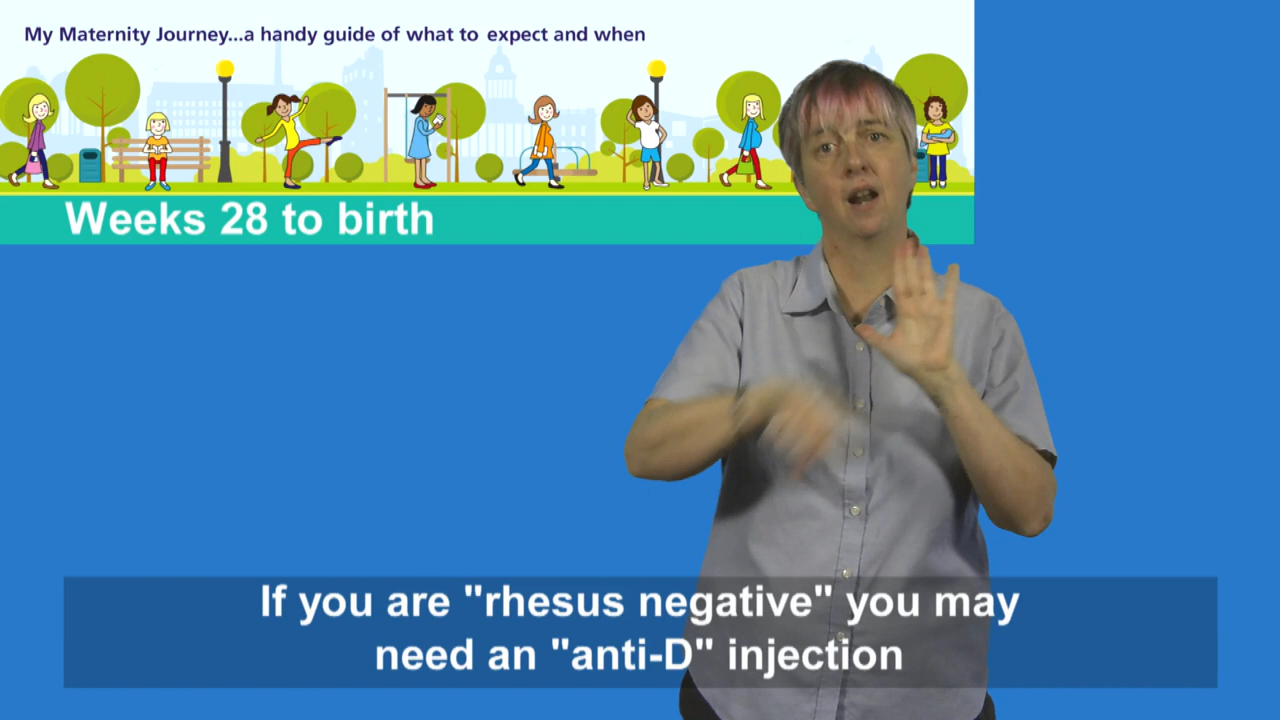 My Maternity Journey...a handy guide of what to expect and when
Weeks 28 to birth
If you are "rhesus negative" you may
need an "anti-D" injection